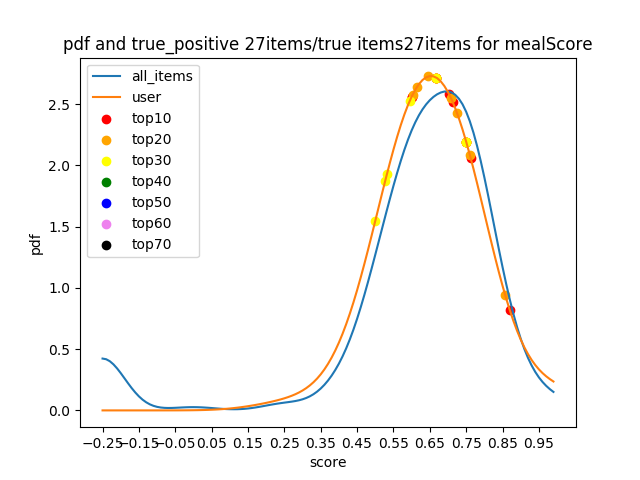 pdf and true_positive 27items/true items27items for mealScore
all_items
user
top10
top20
top30
top40
top50
top60
top70
pdf
2.5
2.0
1.5
1.0
0.5
0.0
−0.25 −0.15 −0.05 0.05 0.15 0.25 0.35 0.45 0.55 0.65 0.75 0.85 0.95
score